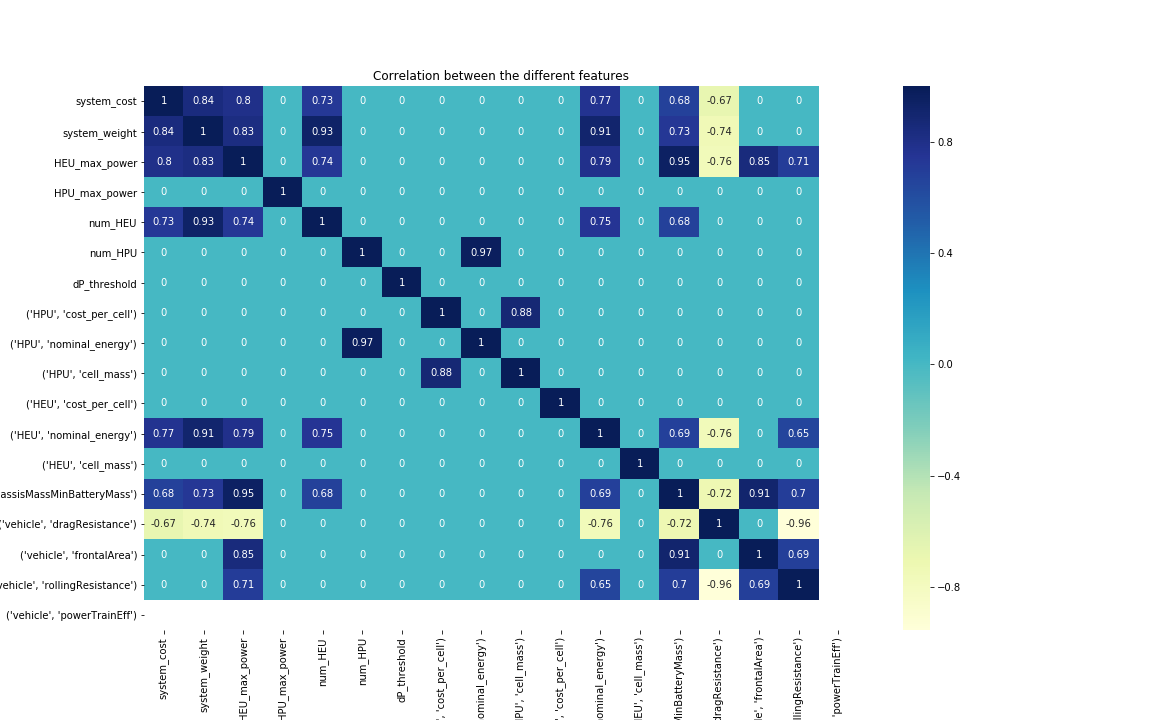 Correlation between the different features
system_cost 1 0.84 0.8 0 0.73 0 0 0 0 0 0 0.77 0 0.68 -0.67 0 0
system_weight 0.84 1 0.83 0 0.93 0 0 0 0 0 0 0.91 0 0.73 -0.74 0 0
HEU_max_power 0.8 0.83 1 0 0.74 0 0 0 0 0 0 0.79 0 0.95 -0.76 0.85 0.71
HPU_max_power 0 0 0 1 0 0 0 0 0 0 0 0 0 0 0 0 0
num_HEU 0.73 0.93 0.74 0 1 0 0 0 0 0 0 0.75 0 0.68 0 0 0
num_HPU 0 0 0 0 0 1 0 0 0.97 0 0 0 0 0 0 0 0
dP_threshold 0 0 0 0 0 0 1 0 0 0 0 0 0 0 0 0 0
('HPU', 'cost_per_cell') 0 0 0 0 0 0 0 1 0 0.88 0 0 0 0 0 0 0
('HPU', 'nominal_energy') 0 0 0 0 0 0.97 0 0 1 0 0 0 0 0 0 0 0
('HPU', 'cell_mass') 0 0 0 0 0 0 0 0.88 0 1 0 0 0 0 0 0 0
('HEU', 'cost_per_cell') 0 0 0 0 0 0 0 0 0 0 1 0 0 0 0 0 0
('HEU', 'nominal_energy') 0.77 0.91 0.79 0 0.75 0 0 0 0 0 0 1 0 0.69 -0.76 0 0.65
('HEU', 'cell_mass') 0 0 0 0 0 0 0 0 0 0 0 0 1 0 0 0 0
assisMassMinBatteryMass') 0.68 0.73 0.95 0 0.68 0 0 0 0 0 0 0.69 0 1 -0.72 0.91 0.7
'vehicle', 'dragResistance') -0.67 -0.74 -0.76 0 0 0 0 0 0 0 0 -0.76 0 -0.72 1 0 -0.96
('vehicle', 'frontalArea') 0 0 0.85 0 0 0 0 0 0 0 0 0 0 0.91 0 1 0.69
vehicle', 'rollingResistance') 0 0 0.71 0 0 0 0 0 0 0 0 0.65 0 0.7 -0.96 0.69 1
('vehicle', 'powerTrainEff')
system_cost
system_weight
HEU_max_power
HPU_max_power
num_HEU
num_HPU
dP_threshold
', 'cost_per_cell')
nominal_energy')
PU', 'cell_mass')
', 'cost_per_cell')
nominal_energy')
EU', 'cell_mass')
MinBatteryMass')
dragResistance')
le', 'frontalArea')
llingResistance')
'powerTrainEff')
0.8
0.4
0.0
−0.4
−0.8